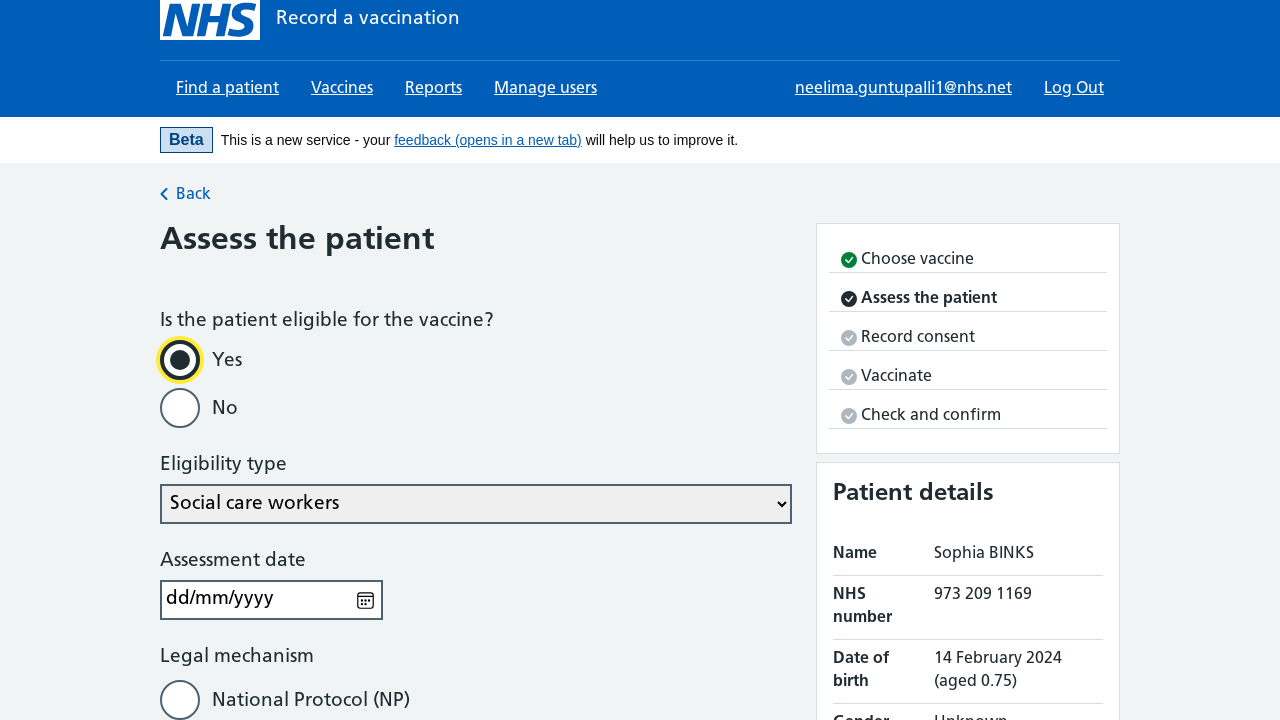 NHS Record a vaccination
Find a patient Vaccines Reports Manage users neelima.guntupalli1@nhs.net Log Out
Beta This is a new service - your feedback (opens in a new tab) will help us to improve it.
Back
Assess the patient
Is the patient eligible for the vaccine?
Yes
No
Eligibility type
Social care workers
Assessment date
dd/mm/yyyy
Legal mechanism
National Protocol (NP)
Choose vaccine
Assess the patient
Record consent
Vaccinate
Check and confirm
Patient details
Name Sophia BINKS
NHS number 973 209 1169
Date of birth 14 February 2024 (aged 0.75)
Gender Unknown